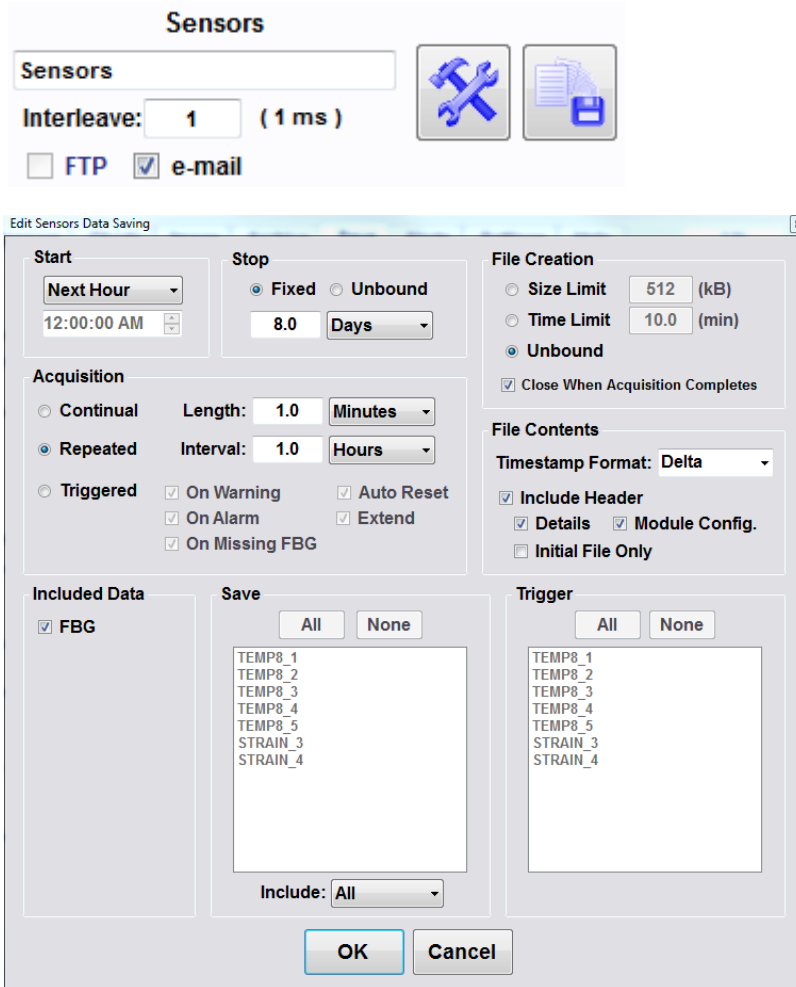 Sensors
Sensors
Interleave: 1 ( 1 ms )
FTP e-mail
Edit Sensors Data Saving
Start
Next Hour
12:00:00 AM
Stop
Fixed Unbound
8.0 Days
File Creation
Size Limit 512 (kB)
Time Limit 10.0 (min)
Unbound
Close When Acquisition Completes
Acquisition
Continual Length: 1.0 Minutes
Repeated Interval: 1.0 Hours
Triggered On Warning Auto Reset
On Alarm Extend
On Missing FBG
File Contents
Timestamp Format: Delta
Include Header
Details Module Config.
Initial File Only
Included Data
FBG
Save
All None
TEMP8_1
TEMP8_2
TEMP8_3
TEMP8_4
TEMP8_5
STRAIN_3
STRAIN_4
Include: All
Trigger
All None
TEMP8_1
TEMP8_2
TEMP8_3
TEMP8_4
TEMP8_5
STRAIN_3
STRAIN_4
OK Cancel